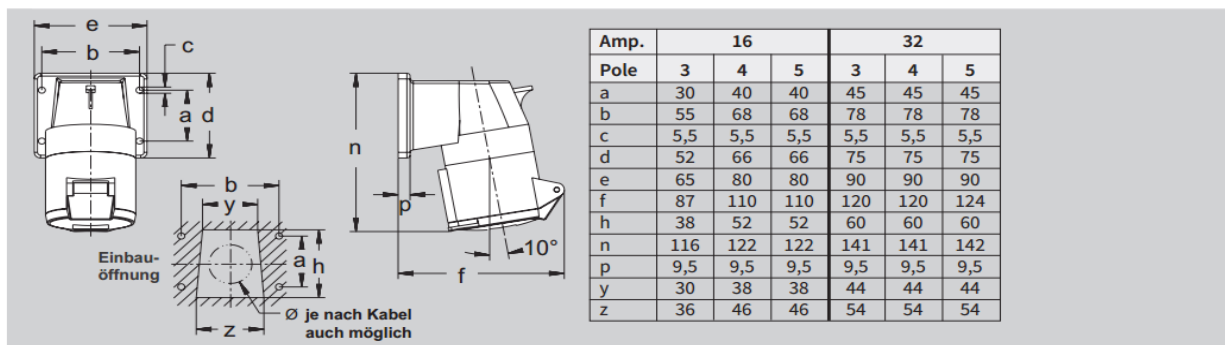 e
b
c
a
d
b
y
Einbau-
öffnung
a
h
z
Ø je nach Kabel
auch möglich
n
p
10°
f
Amp. 16 32
Pole 3 4 5 3 4 5
a 30 40 40 45 45 45
b 55 68 68 78 78 78
c 5,5 5,5 5,5 5,5 5,5 5,5
d 52 66 66 75 75 75
e 65 80 80 90 90 90
f 87 110 110 120 120 124
h 38 52 52 60 60 60
n 116 122 122 141 141 142
p 9,5 9,5 9,5 9,5 9,5 9,5
y 30 38 38 44 44 44
z 36 46 46 54 54 54